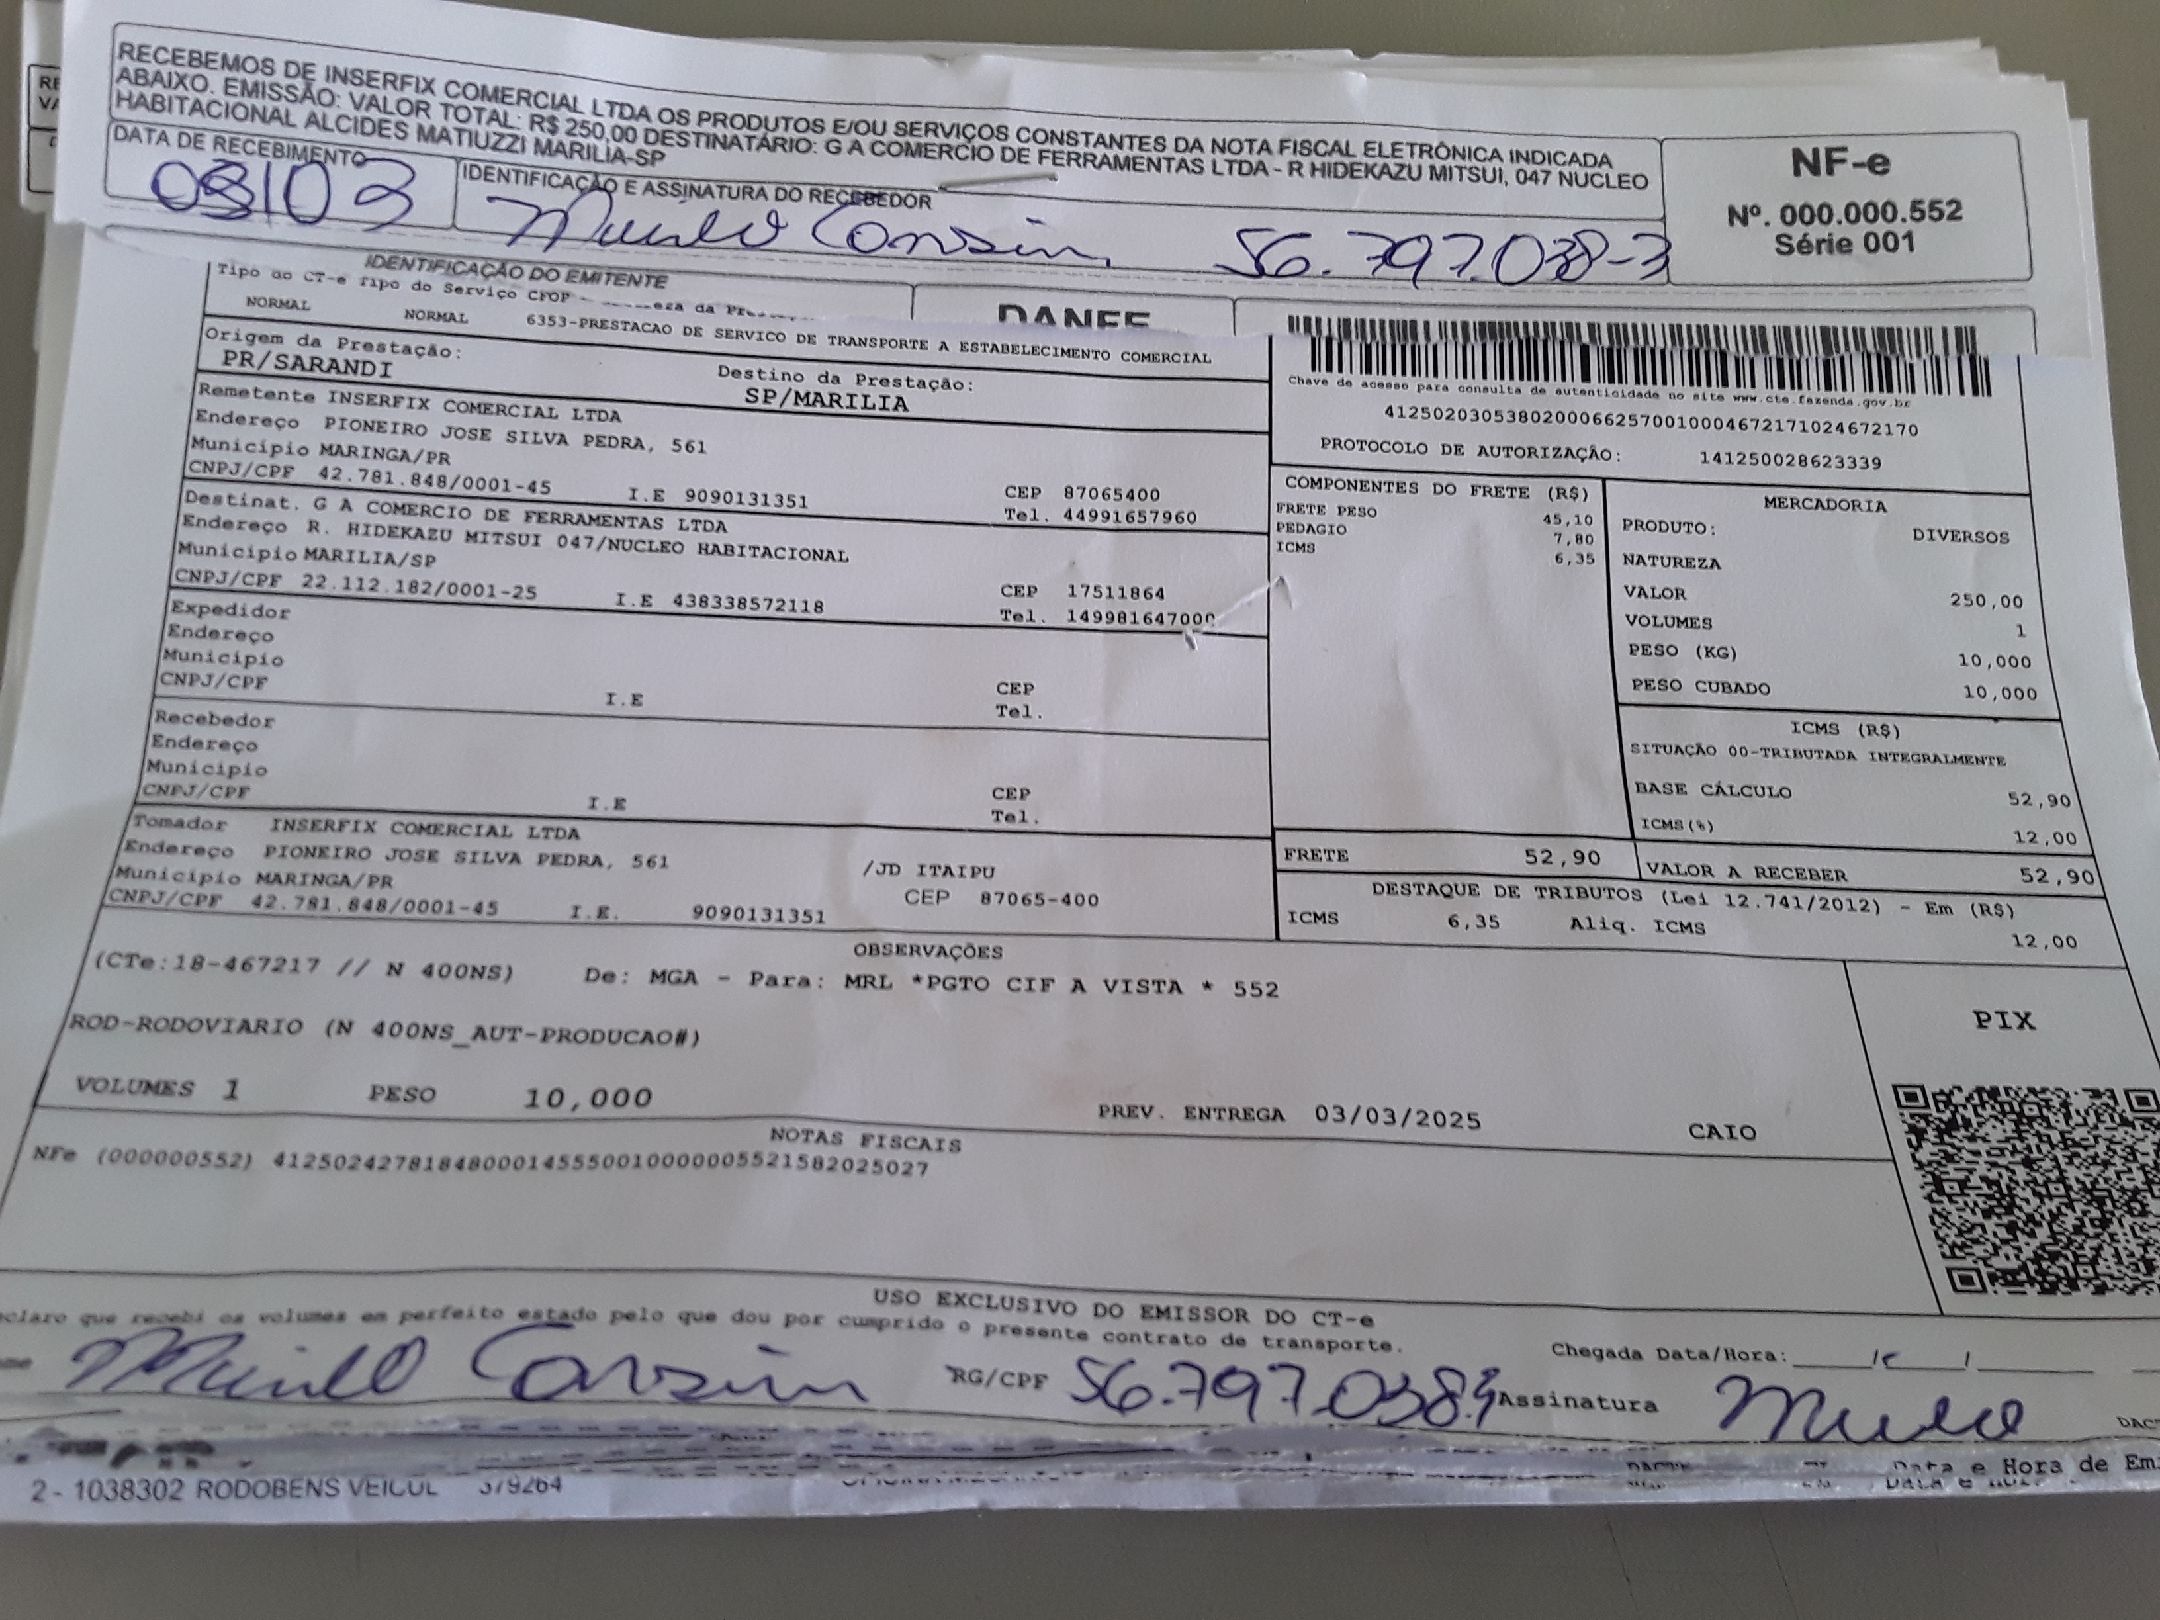 RECEBEMOS DE INSERFIX COMERCIAL LTDA OS PRODUTOS E/OU SERVIÇOS CONSTANTES DA NOTA FISCAL ELETRÔNICA INDICADA
ABAIXO. EMISSÃO: VALOR TOTAL: R$ 250,00 DESTINATÁRIO: G A COMERCIO DE FERRAMENTAS LTDA - R HIDEKAZU MITSUI, 047 NUCLEO
HABITACIONAL ALCIDES MATIUZZI MARILIA-SP
NF-e
Nº. 000.000.552
Série 001
DATA DE RECEBIMENTO
03/03
IDENTIFICAÇÃO E ASSINATURA DO RECEBEDOR
56.797.038-3
IDENTIFICAÇÃO DO EMITENTE
DANFE
Tipo do CT-e Tipo do Serviço CFOP
NORMAL NORMAL 6353-PRESTACAO DE SERVICO DE TRANSPORTE A ESTABELECIMENTO COMERCIAL
Origem da Prestação:
PR/SARANDI
Destino da Prestação:
SP/MARILIA
Chave de acesso para consulta de autenticidade no site www.cte.fazenda.gov.br
41250203053802000662570010004672171024672170
PROTOCOLO DE AUTORIZAÇÃO: 141250028623339
Remetente INSERFIX COMERCIAL LTDA
Endereço PIONEIRO JOSE SILVA PEDRA, 561
Município MARINGA/PR CEP 87065400
CNPJ/CPF 42.781.848/0001-45 I.E 9090131351 Tel. 44991657960
Destinat. G A COMERCIO DE FERRAMENTAS LTDA
Endereço R. HIDEKAZU MITSUI 047/NUCLEO HABITACIONAL
Município MARILIA/SP CEP 17511864
CNPJ/CPF 22.112.182/0001-25 I.E 438338572118 Tel. 149981647000
Expedidor
Endereço
Município CEP
CNPJ/CPF I.E Tel.
Recebedor
Endereço
Município CEP
CNPJ/CPF I.E Tel.
Tomador INSERFIX COMERCIAL LTDA
Endereço PIONEIRO JOSE SILVA PEDRA, 561 /JD ITAIPU
Município MARINGA/PR CEP 87065-400
CNPJ/CPF 42.781.848/0001-45 I.E. 9090131351
COMPONENTES DO FRETE (R$)
FRETE PESO 45,10
PEDAGIO 7,80
ICMS 6,35
MERCADORIA
PRODUTO: DIVERSOS
NATUREZA
VALOR 250,00
VOLUMES 1
PESO (KG) 10,000
PESO CUBADO 10,000
ICMS (R$)
SITUAÇÃO 00-TRIBUTADA INTEGRALMENTE
BASE CÁLCULO 52,90
ICMS(%) 12,00
FRETE 52,90 VALOR A RECEBER 52,90
DESTAQUE DE TRIBUTOS (Lei 12.741/2012) - Em (R$)
ICMS 6,35 Aliq. ICMS 12,00
OBSERVAÇÕES
(CTe:18-467217 // N 400NS) De: MGA - Para: MRL *PGTO CIF A VISTA * 552
ROD-RODOVIARIO (N 400NS_AUT-PRODUCAO#)
VOLUMES 1 PESO 10,000 PREV. ENTREGA 03/03/2025 CAIO
PIX
NOTAS FISCAIS
NFe (000000552) 41250242781848000145550010000005521582025027
USO EXCLUSIVO DO EMISSOR DO CT-e
claro que recebi os volumes em perfeito estado pelo que dou por cumprido o presente contrato de transporte.
RG/CPF
Chegada Data/Hora:
Assinatura
2 - 1038302 RODOBENS VEICUL 379264
Data e Hora de Em